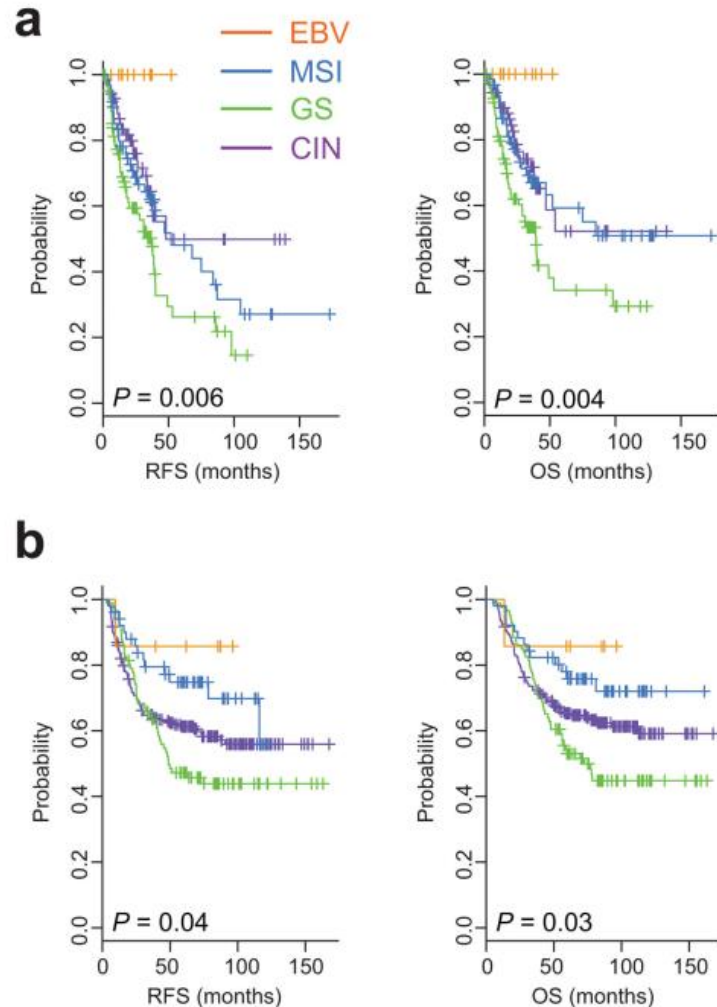 a
EBV
MSI
GS
CIN
Probability
0.0
0.2
0.4
0.6
0.8
1.0
P = 0.006
0 50 100 150
RFS (months)
Probability
0.0
0.2
0.4
0.6
0.8
1.0
P = 0.004
0 50 100 150
OS (months)
b
Probability
0.0
0.2
0.4
0.6
0.8
1.0
P = 0.04
0 50 100 150
RFS (months)
Probability
0.0
0.2
0.4
0.6
0.8
1.0
P = 0.03
0 50 100 150
OS (months)